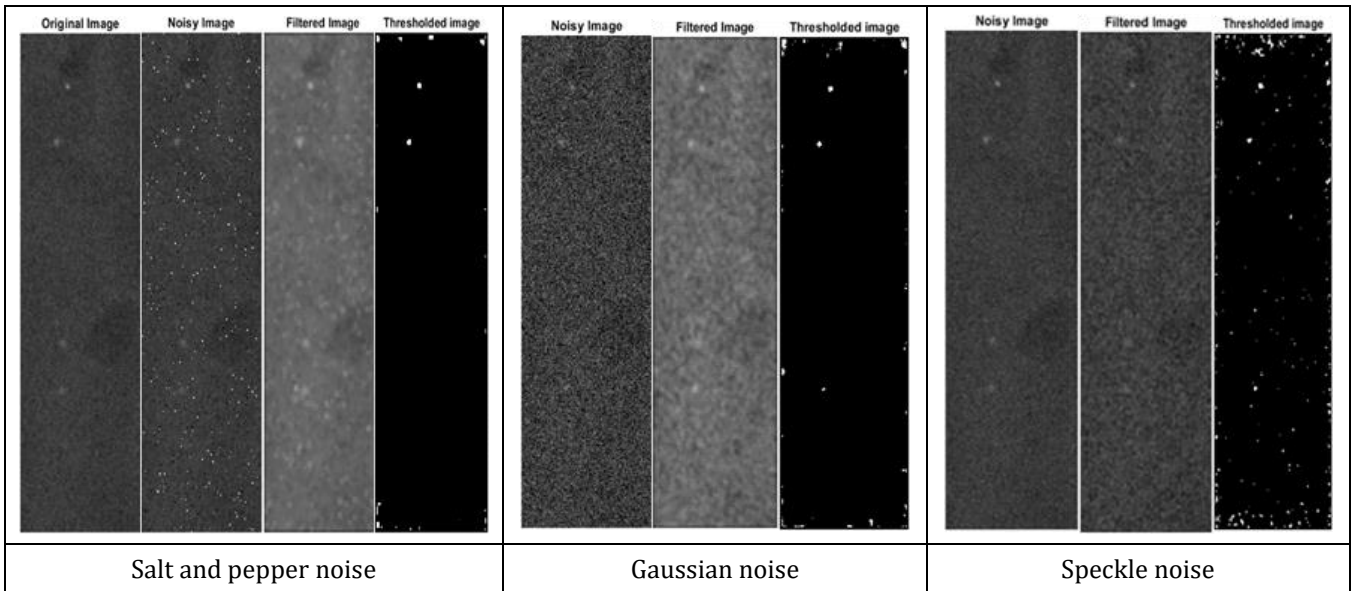 Original Image Noisy Image Filtered Image Thresholded image
Noisy Image Filtered Image Thresholded image
Noisy Image Filtered Image Thresholded image
Salt and pepper noise
Gaussian noise
Speckle noise